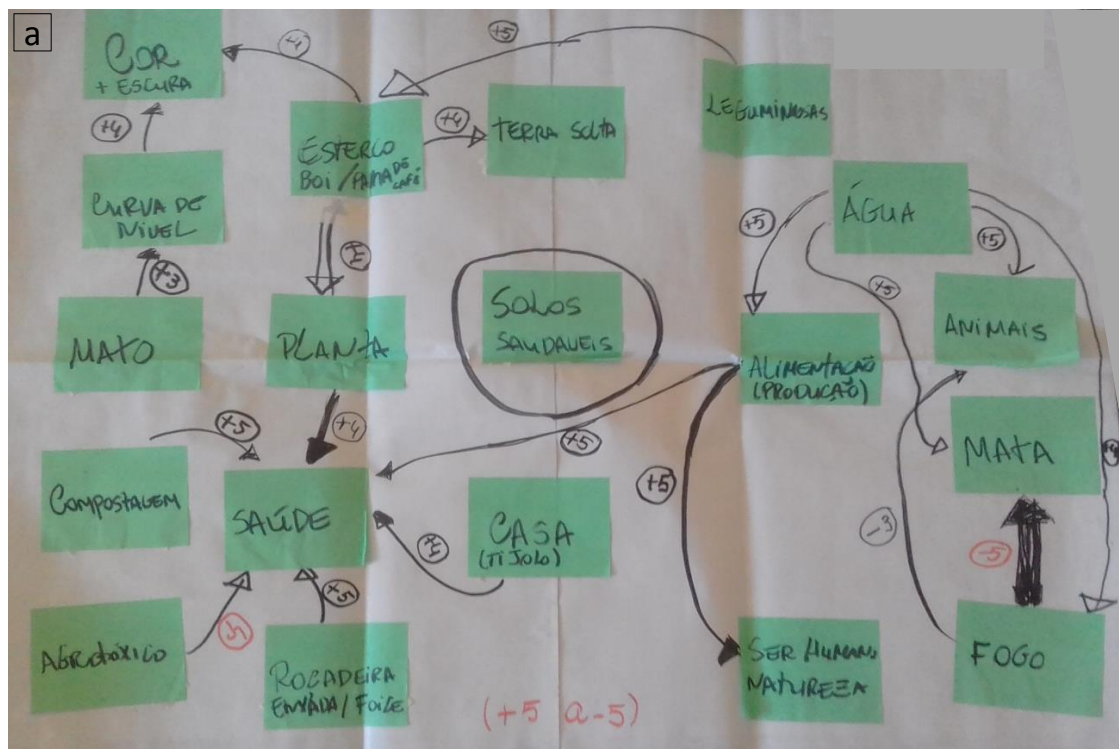 a
COR
+ ESCURA
+4
+5
LEGUMINOSAS
+4
ESTERCO
BOI / PALHA DE
CAFÉ
+4
TERRA SOLTA
CURVA DE
NÍVEL
ÁGUA
+5
+5
+3
+5
MATO
PLANTA
SOLOS
SAUDAVEIS
ALIMENTAÇÃO
(PRODUÇÃO)
ANIMAIS
+5
+4
+5
+5
MATA
COMPOSTAGEM
SAÚDE
CASA
(TIJOLO)
-3
-5
AGROTÓXICO
+5
ROÇADEIRA
ENXADA / FOICE
SER HUMANO
NATUREZA
FOGO
(+5 a -5)